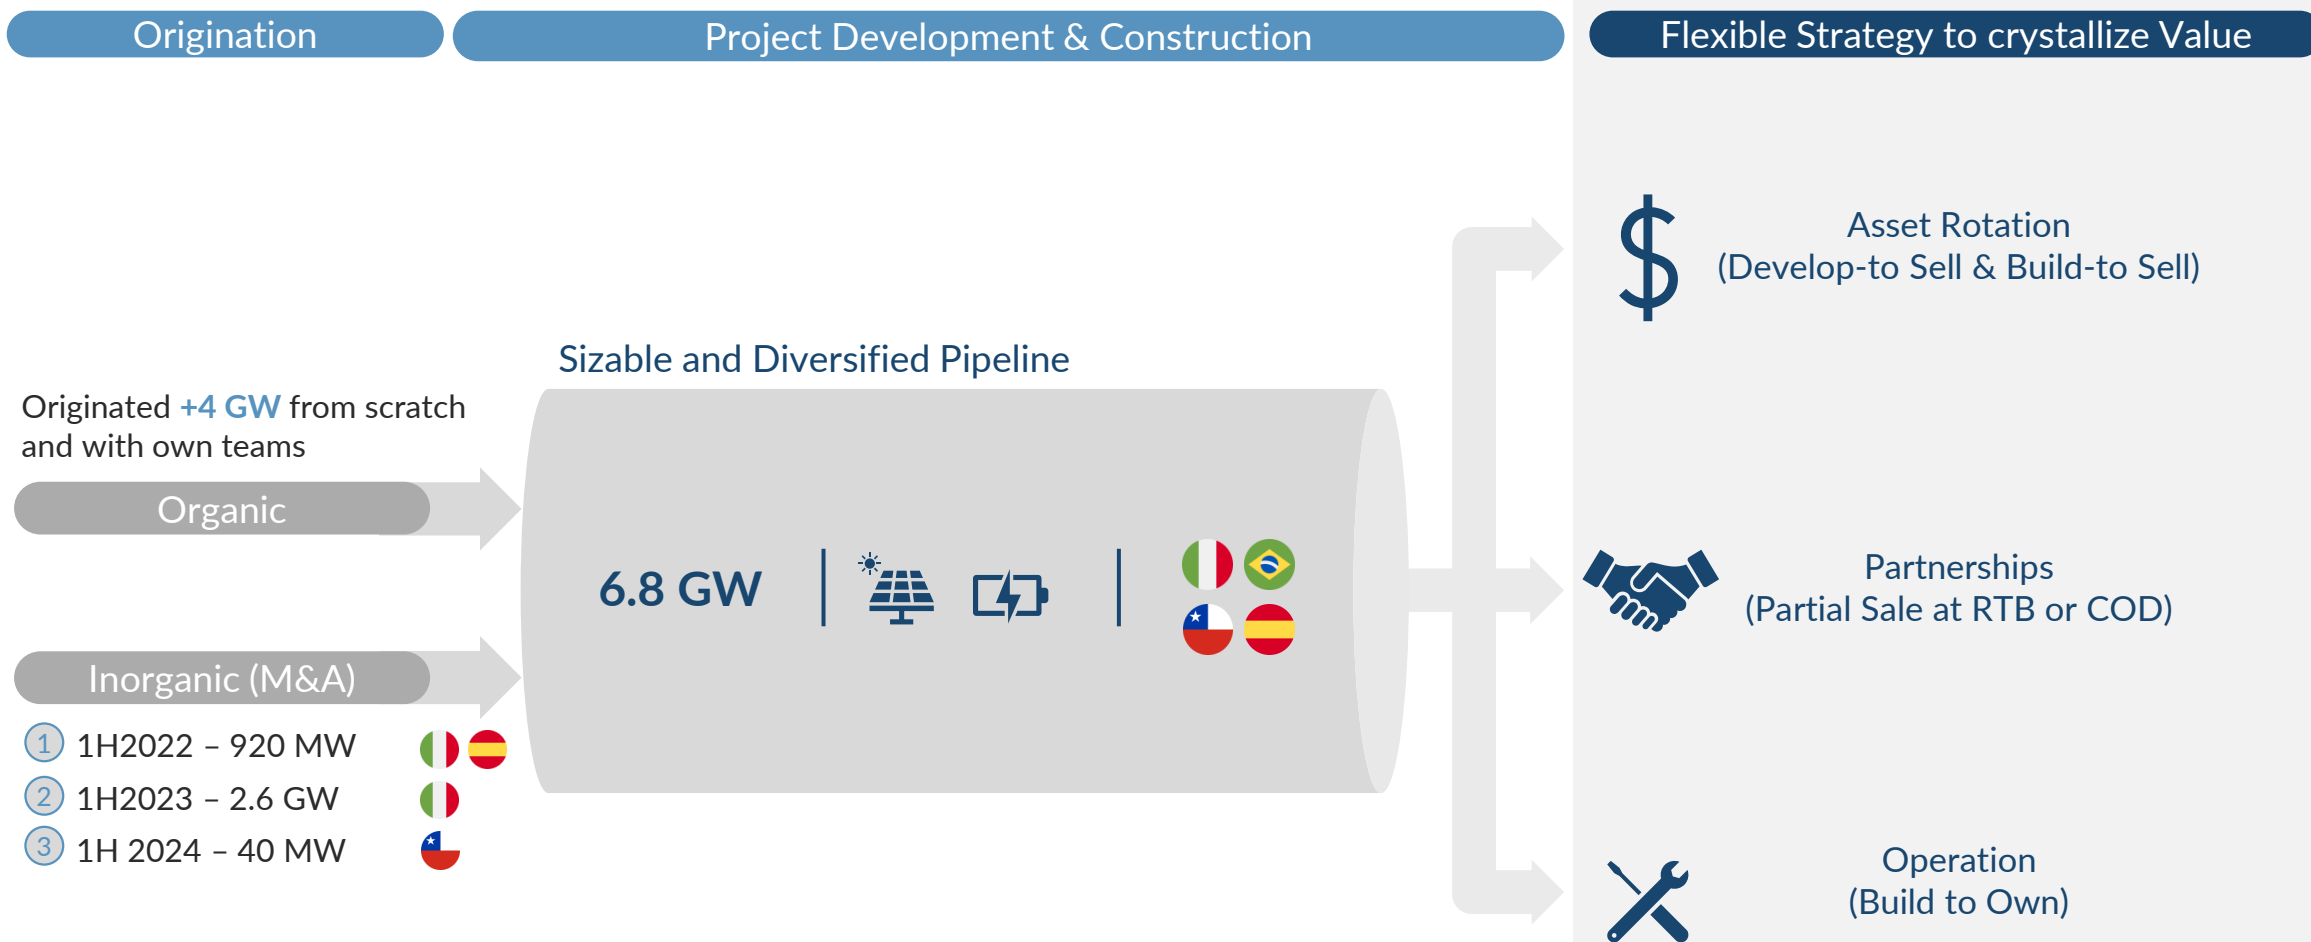 Origination
Project Development & Construction
Flexible Strategy to crystallize Value
Originated +4 GW from scratch
and with own teams
Organic
Inorganic (M&A)
1 1H2022 – 920 MW
2 1H2023 – 2.6 GW
3 1H 2024 – 40 MW
Sizable and Diversified Pipeline
6.8 GW
Asset Rotation
(Develop-to Sell & Build-to Sell)
Partnerships
(Partial Sale at RTB or COD)
Operation
(Build to Own)